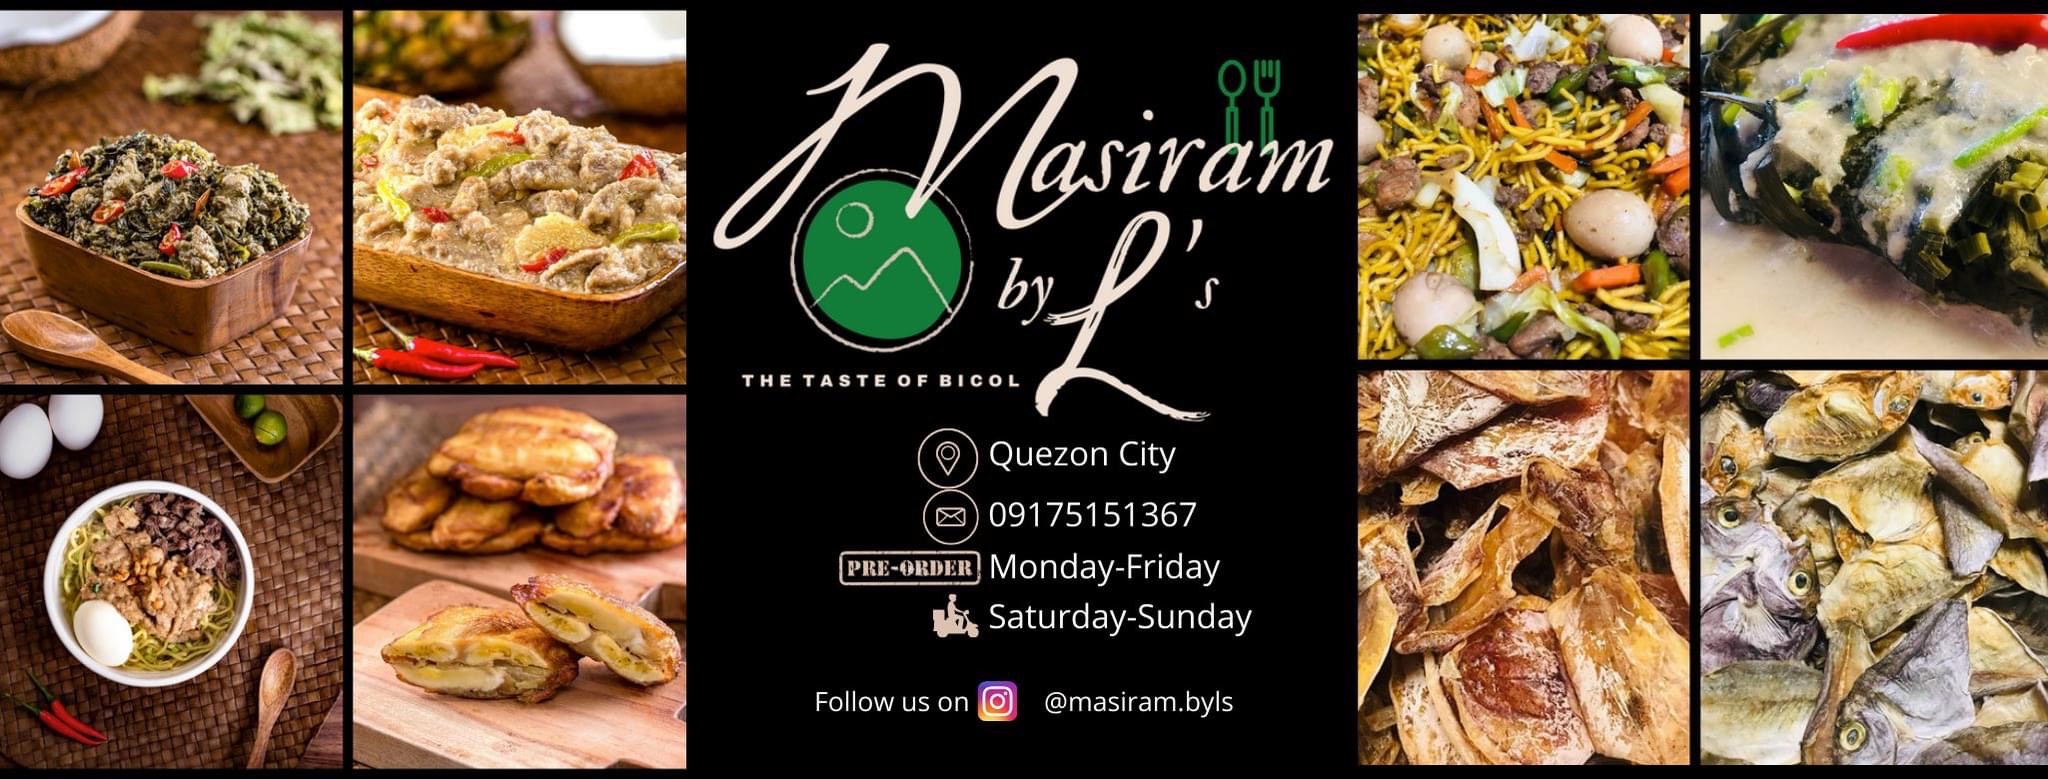 Masiram
by L's
THE TASTE OF BICOL
Quezon City
09175151367
PRE-ORDER Monday-Friday
Saturday-Sunday
Follow us on @masiram.byls